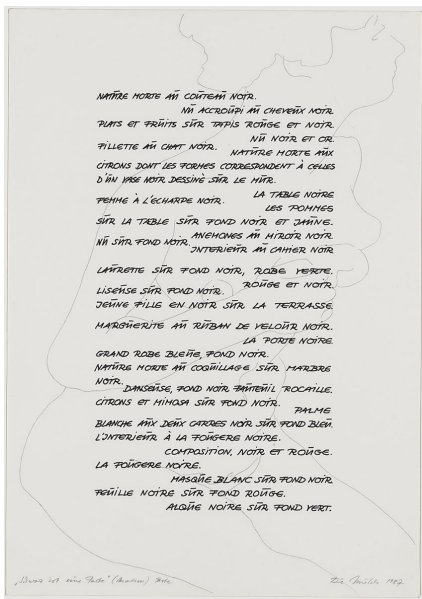 NATURE MORTE AU COUTEAU NOIR.
NU ACCROUPI AU CHEVEUX NOIR
PLATS ET FRUITS SUR TAPIS ROUGE ET NOIR.
NU NOIR ET OR.
FILLETTE AU CHAT NOIR.
NATURE MORTE AUX
CITRONS DONT LES FORMES CORRESPONDENT À CELLES
D'UN VASE NOIR DESSINÉ SUR LE MUR.
LA TABLE NOIRE
FEMME À L'ECHARPE NOIR.
LES POMMES
SUR LA TABLE SUR FOND NOIR ET JAUNE.
ANEMONES AU MIROIR NOIR
NU SUR FOND NOIR.
INTERIEUR AU CAHIER NOIR
LAURETTE SUR FOND NOIR, ROBE VERTE.
ROUGE ET NOIR.
LISEUSE SUR FOND NOIR.
JEUNE FILLE EN NOIR SUR LA TERRASSE.
MARGUERITE AU RUBAN DE VELOUR NOIR.
LA PORTE NOIRE.
GRAND ROBE BLEUE, FOND NOIR.
NATURE MORTE AU COQUILLAGE SUR MARBRE
NOIR.
DANSEUSE, FOND NOIR FAUTEUIL ROCAILLE.
CITRONS ET MIMOSA SUR FOND NOIR.
PALME
BLANCHE AUX DEUX CARRES NOIR SUR FOND BLEU.
L'INTERIEUR À LA FOUGERE NOIRE.
COMPOSITION, NOIR ET ROUGE.
LA FOUGERE NOIRE.
MASQUE BLANC SUR FOND NOIR.
FEUILLE NOIRE SUR FOND ROUGE.
ALGUE NOIRE SUR FOND VERT.
„Schwarz ist eine Farbe" (Matisse)